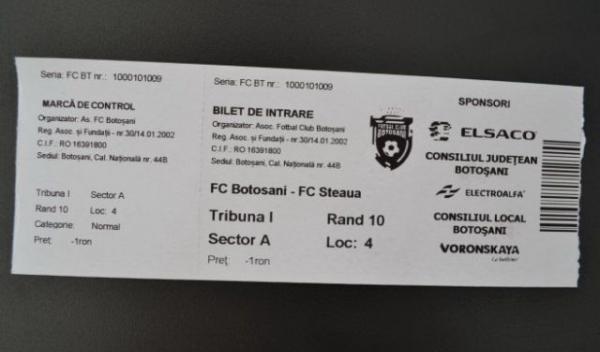 Seria: FC BT nr.: 1000101009
MARCĂ DE CONTROL
Organizator: As. FC Botoșani
Reg. Asoc. și Fundații - nr 30/14.01.2002
C.I.F.: RO 16391800
Sediul: Botoșani, Cal. Națională nr. 44B
Tribuna I Sector A
Rand 10 Loc: 4
Categorie: Normal
Preț: -1ron
Seria: FC BT nr.: 1000101009
BILET DE INTRARE
Organizator: Asoc. Fotbal Club Botoșani
Reg. Asoc. și Fundații - nr.30/14.01.2002
C.I.F.: RO 16391800
Sediul: Botoșani, Cal. Națională nr. 44B
FOTBAL CLUB
BOTOȘANI
FC Botosani - FC Steaua
Tribuna I Rand 10
Sector A Loc: 4
Preț: -1ron
SPONSORI
ELSACO
CONSILIUL JUDEȚEAN
BOTOȘANI
ELECTROALFA
CONSILIUL LOCAL
BOTOȘANI
VORONSKAYA